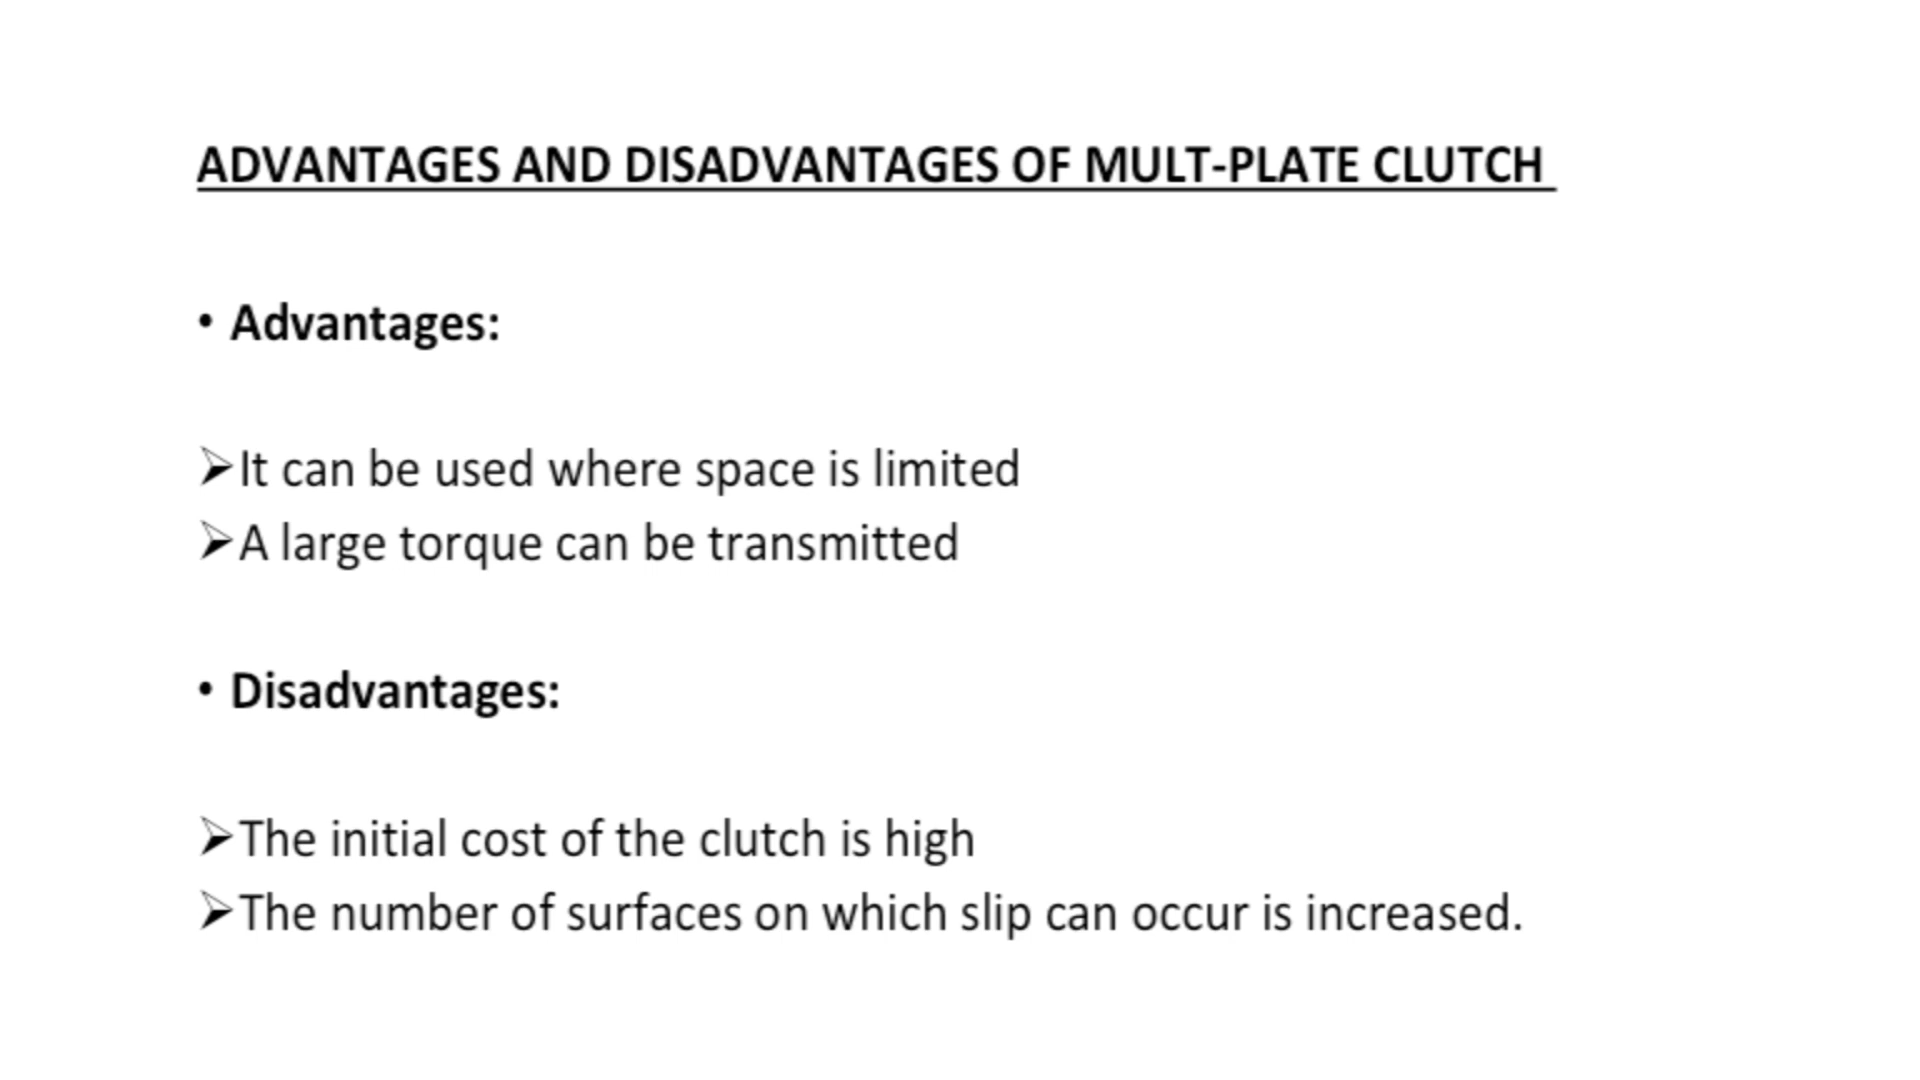 ADVANTAGES AND DISADVANTAGES OF MULT-PLATE CLUTCH
• Advantages:
➢It can be used where space is limited
➢A large torque can be transmitted
• Disadvantages:
➢The initial cost of the clutch is high
➢The number of surfaces on which slip can occur is increased.